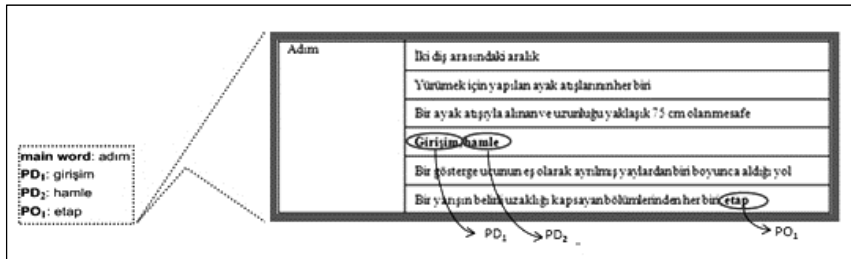 Adım
İki diş arasındaki aralık
Yürümek için yapılan ayak atışlarının her biri
Bir ayak atışıyla alınan ve uzunluğu yaklaşık 75 cm olan mesafe
Girişim, hamle
Bir gösterge ucunun eş olarak ayrılmış yaylardan biri boyunca aldığı yol
Bir yarışın belirli uzaklığı kapsayan bölümlerinden her biri, etap
main word: adım
PD₁: girişim
PD₂: hamle
PO₁: etap
PD₁
PD₂
PO₁